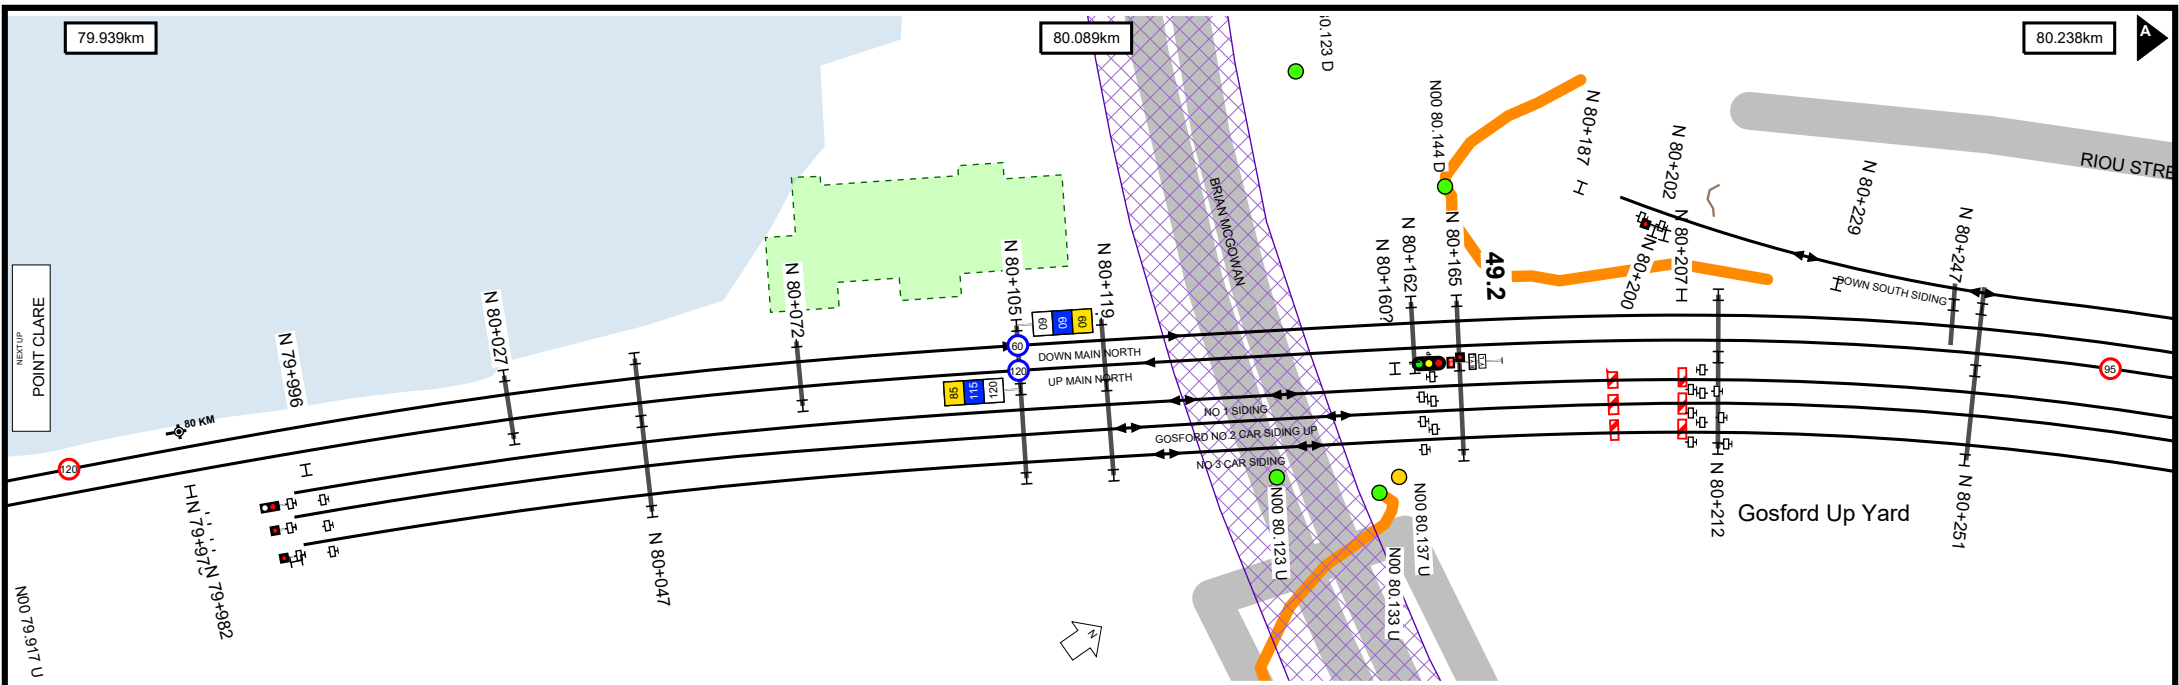 79.939km
80.089km
80.238km
A
NEXT UP
POINT CLARE
120
80 KM
N 79+996
N 79+982
N00 79.917 U
N 80+027
N 80+047
N 80+072
N 80+105
N 80+119
60
60
60
60
120
85
115
120
DOWN MAIN NORTH
UP MAIN NORTH
NO 1 SIDING
GOSFORD NO.2 CAR SIDING UP
NO 3 CAR SIDING
BRIAN MCGOWAN
N00 80.123 U
N00 80.133 U
N00 80.137 U
N00 80.144 D
N 80+160?
N 80+162
N 80+165
49.2
N 80+187
N 80+202
N 80+200
N 80+207
N 80+212
N 80+229
N 80+247
N 80+251
DOWN SOUTH SIDING
RIOU STRE
95
Gosford Up Yard
N